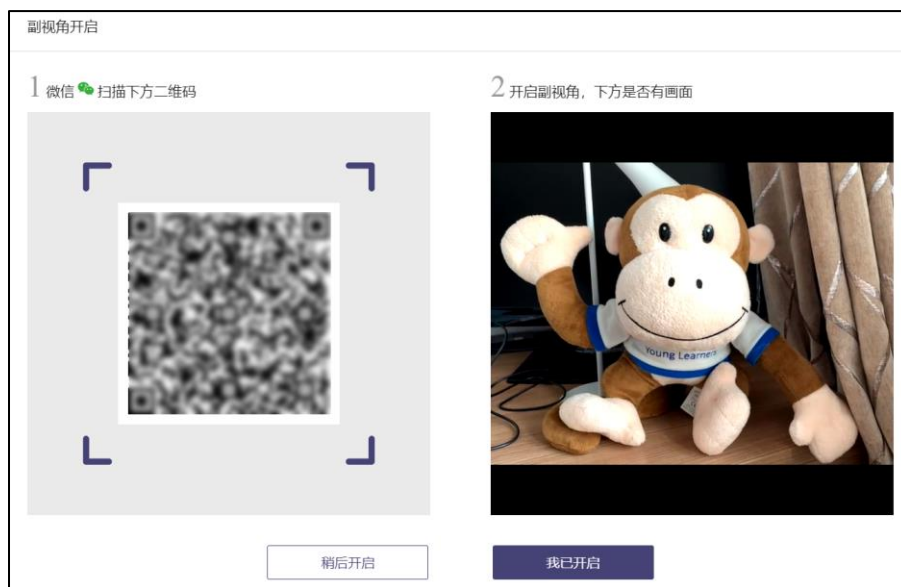 副视角开启
1 微信 扫描下方二维码
2 开启副视角，下方是否有画面
Young Learners
稍后开启
我已开启